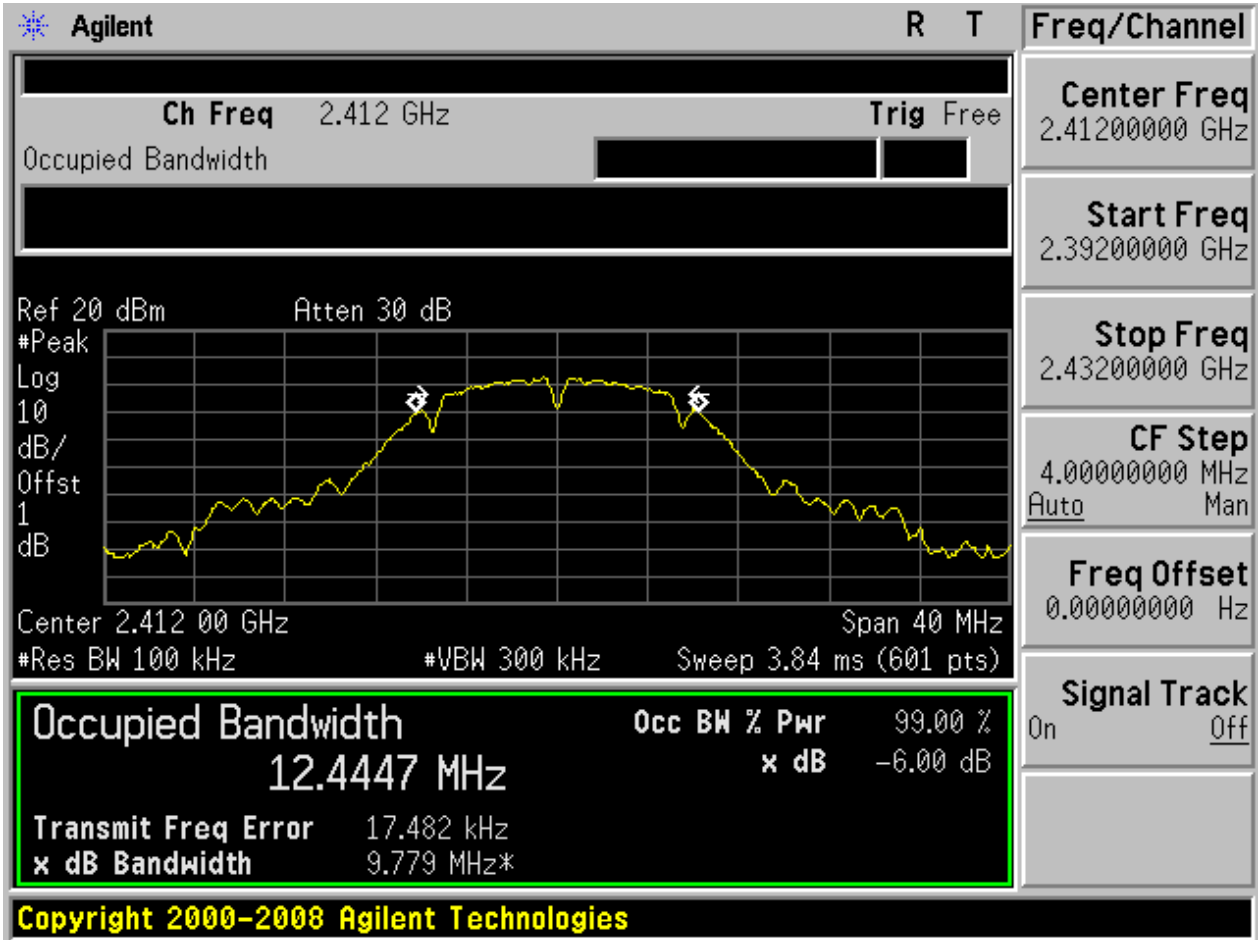 Agilent R T
Ch Freq 2.412 GHz Trig Free
Occupied Bandwidth
Ref 20 dBm Atten 30 dB
#Peak
Log
10
dB/
Offst
1
dB
Center 2.412 00 GHz Span 40 MHz
#Res BW 100 kHz #VBW 300 kHz Sweep 3.84 ms (601 pts)
Occupied Bandwidth
12.4447 MHz
Occ BW % Pwr 99.00 %
x dB -6.00 dB
Transmit Freq Error 17.482 kHz
x dB Bandwidth 9.779 MHz*
Freq/Channel
Center Freq
2.41200000 GHz
Start Freq
2.39200000 GHz
Stop Freq
2.43200000 GHz
CF Step
4.00000000 MHz
Auto Man
Freq Offset
0.00000000 Hz
Signal Track
On Off
Copyright 2000-2008 Agilent Technologies